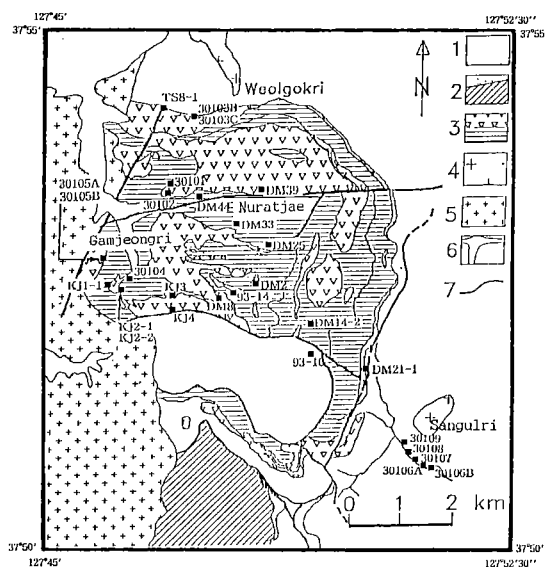 127°45'
127°52'30"
37°55'
37°55
1
2
3
4
5
6
7
N
Weolgokri
TS8-1
30103B
30103C
30105A
30105B
30101
30102
DM39
DM44
Nuratjae
DM33
DM25
Gamjeongri
30104
KJ1-1
KJ3
93-14
DM2
DM8
KJ4
KJ2-1
KJ2-2
DM14-2
93-10
DM21-1
Sangulri
30109
30108
30107
30106A
30106B
0 1 2 km
37°50'
37°50'
127°45'
127°52'30"